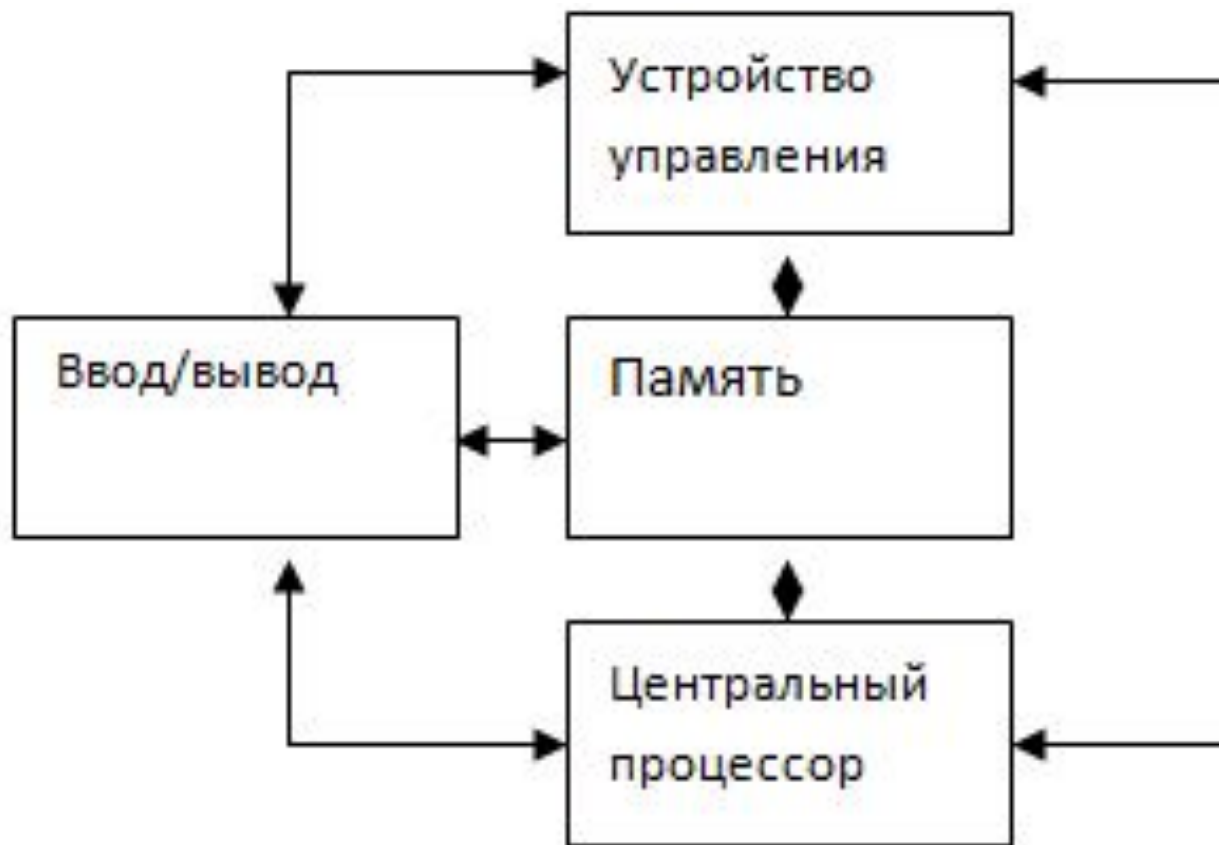 Устройство
управления
Ввод/вывод
Память
Центральный
процессор